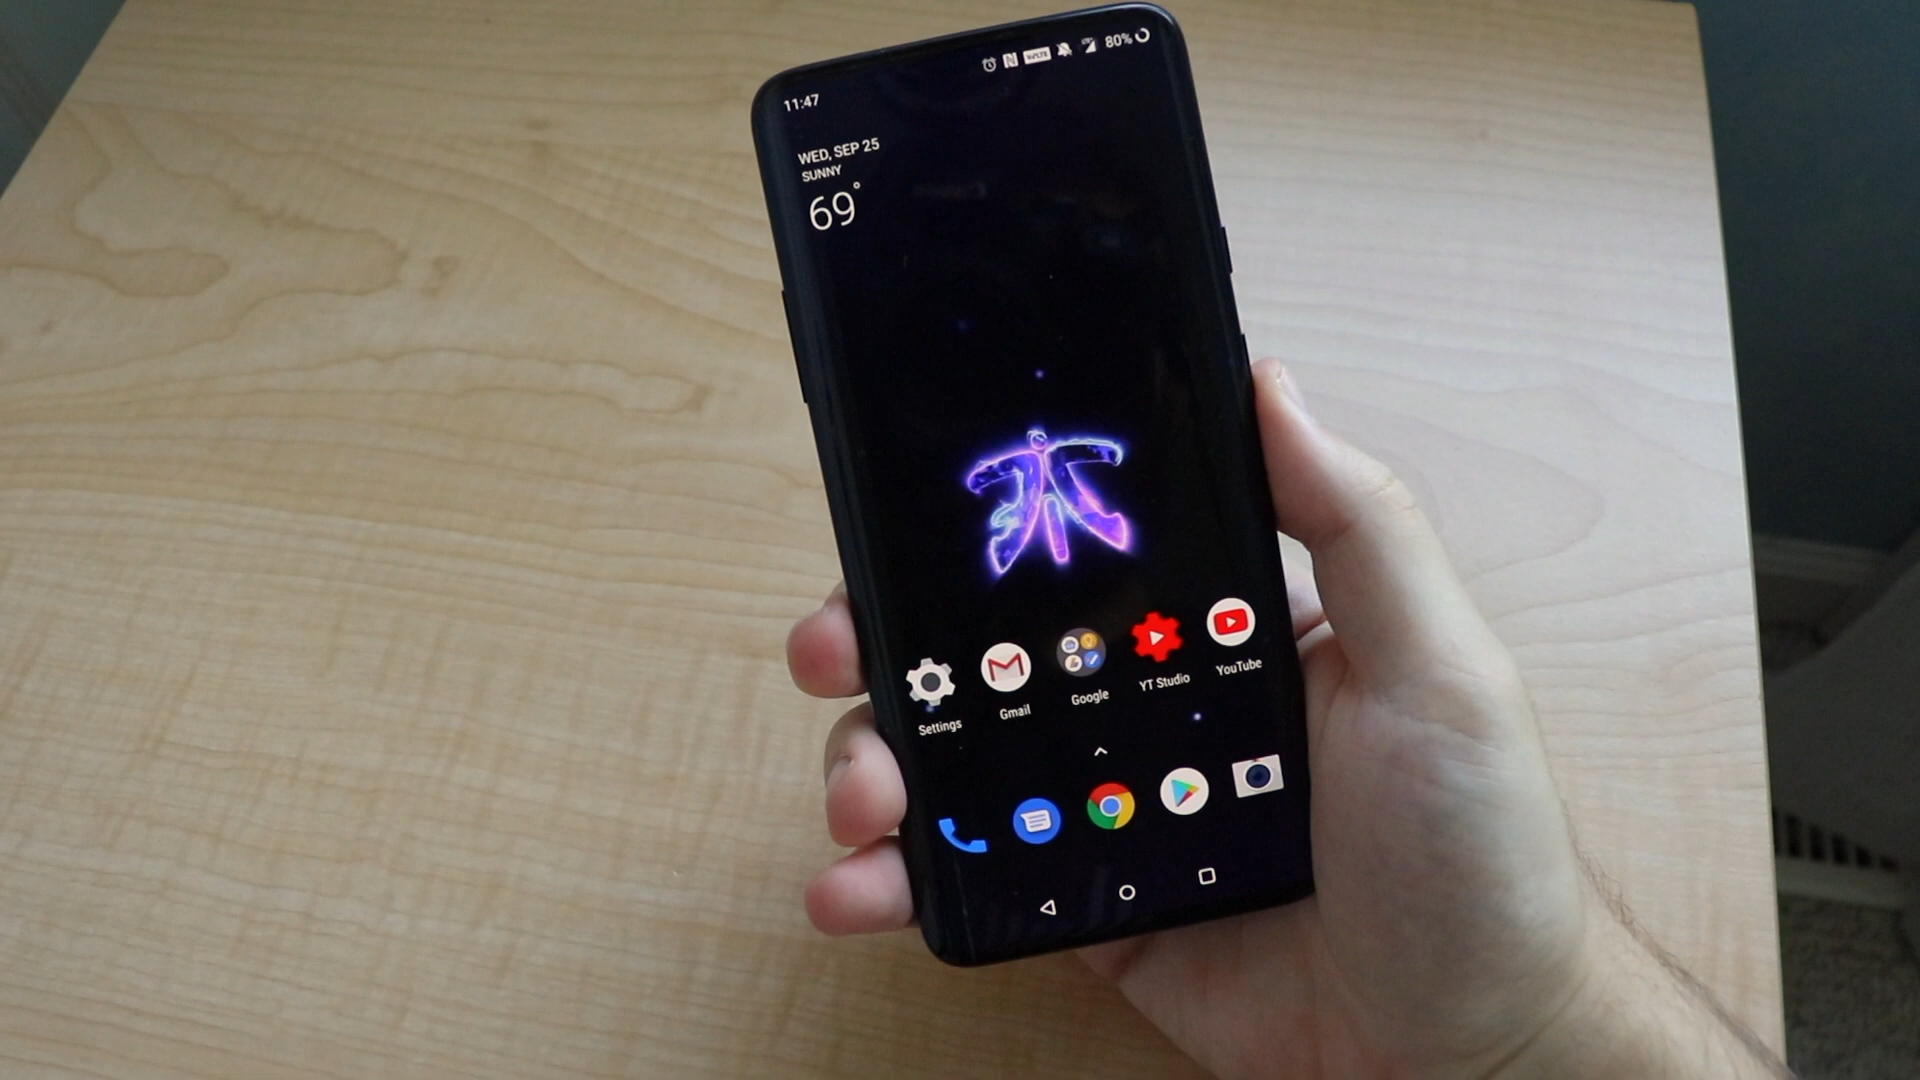 80%
11:47
WED, SEP 25
SUNNY
69°
Settings
Gmail
Google
YT Studio
YouTube